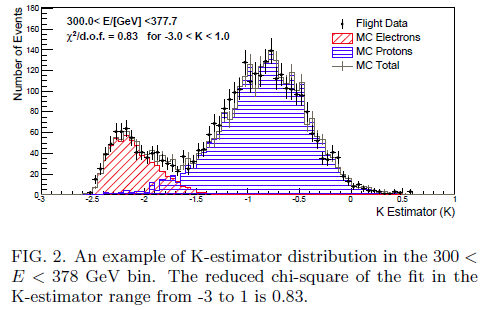 300.0< E/[GeV] <377.7
χ²/d.o.f. = 0.83 for -3.0 < K < 1.0
Flight Data
MC Electrons
MC Protons
MC Total
Number of Events
180
160
140
120
100
80
60
40
20
0
-3 -2.5 -2 -1.5 -1 -0.5 0 0.5 1
K Estimator (K)
FIG. 2. An example of K-estimator distribution in the 300 <
E < 378 GeV bin. The reduced chi-square of the fit in the
K-estimator range from -3 to 1 is 0.83.